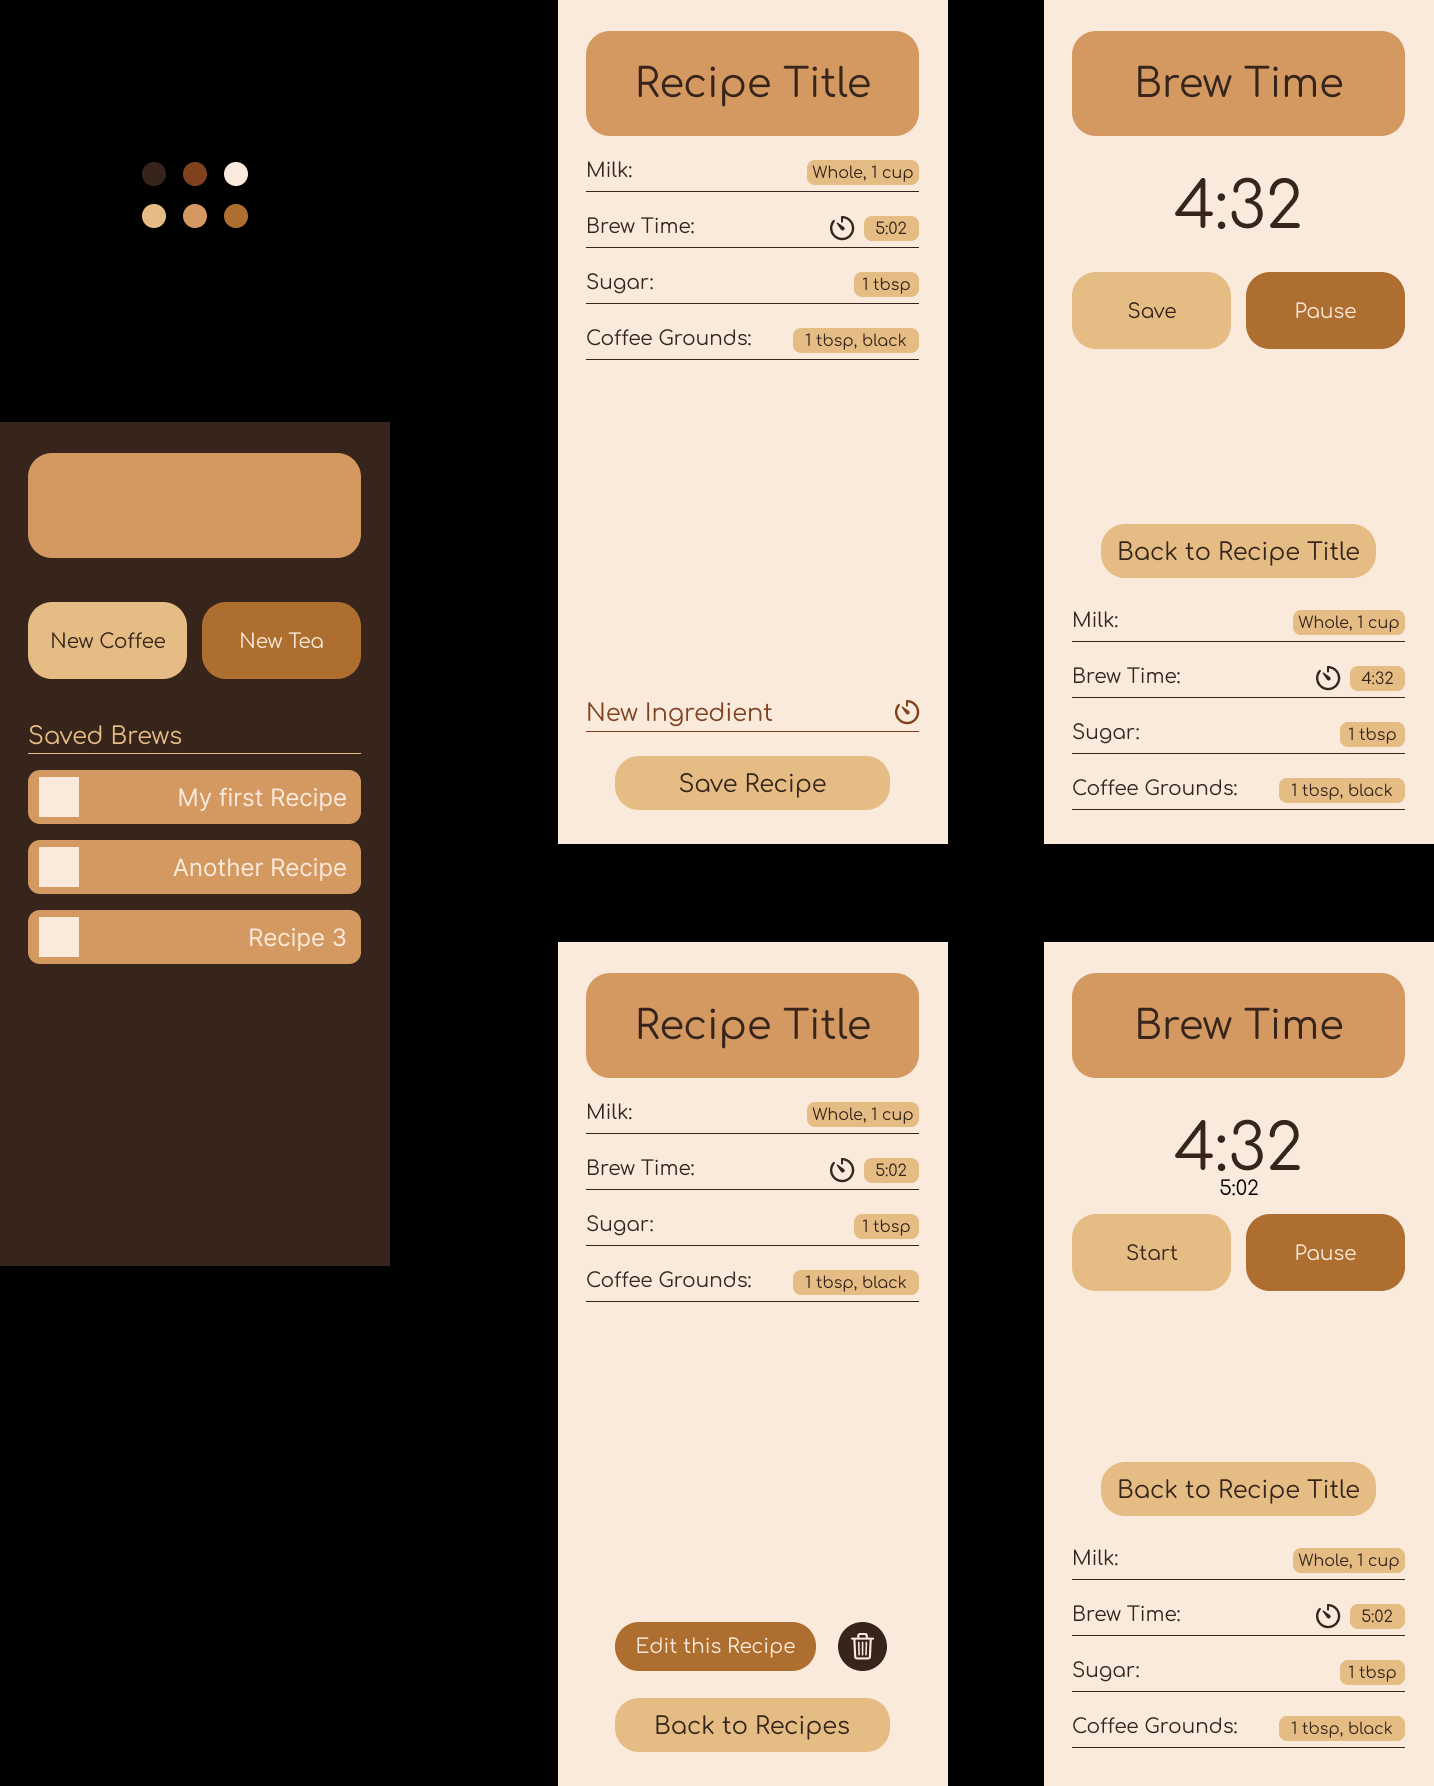 New Coffee
New Tea
Saved Brews
My first Recipe
Another Recipe
Recipe 3
Recipe Title
Milk:
Whole, 1 cup
Brew Time:
5:02
Sugar:
1 tbsp
Coffee Grounds:
1 tbsp, black
New Ingredient
Save Recipe
Brew Time
4:32
Save
Pause
Back to Recipe Title
Milk:
Whole, 1 cup
Brew Time:
4:32
Sugar:
1 tbsp
Coffee Grounds:
1 tbsp, black
Recipe Title
Milk:
Whole, 1 cup
Brew Time:
5:02
Sugar:
1 tbsp
Coffee Grounds:
1 tbsp, black
Edit this Recipe
Back to Recipes
Brew Time
4:32
5:02
Start
Pause
Back to Recipe Title
Milk:
Whole, 1 cup
Brew Time:
5:02
Sugar:
1 tbsp
Coffee Grounds:
1 tbsp, black